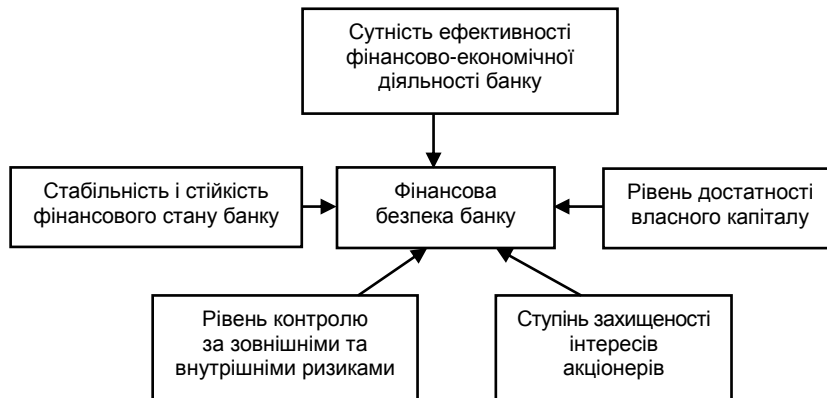 Сутність ефективності
фінансово-економічної
діяльності банку
Стабільність і стійкість
фінансового стану банку
Фінансова
безпека банку
Рівень достатності
власного капіталу
Рівень контролю
за зовнішніми та
внутрішніми ризиками
Ступінь захищеності
інтересів
акціонерів